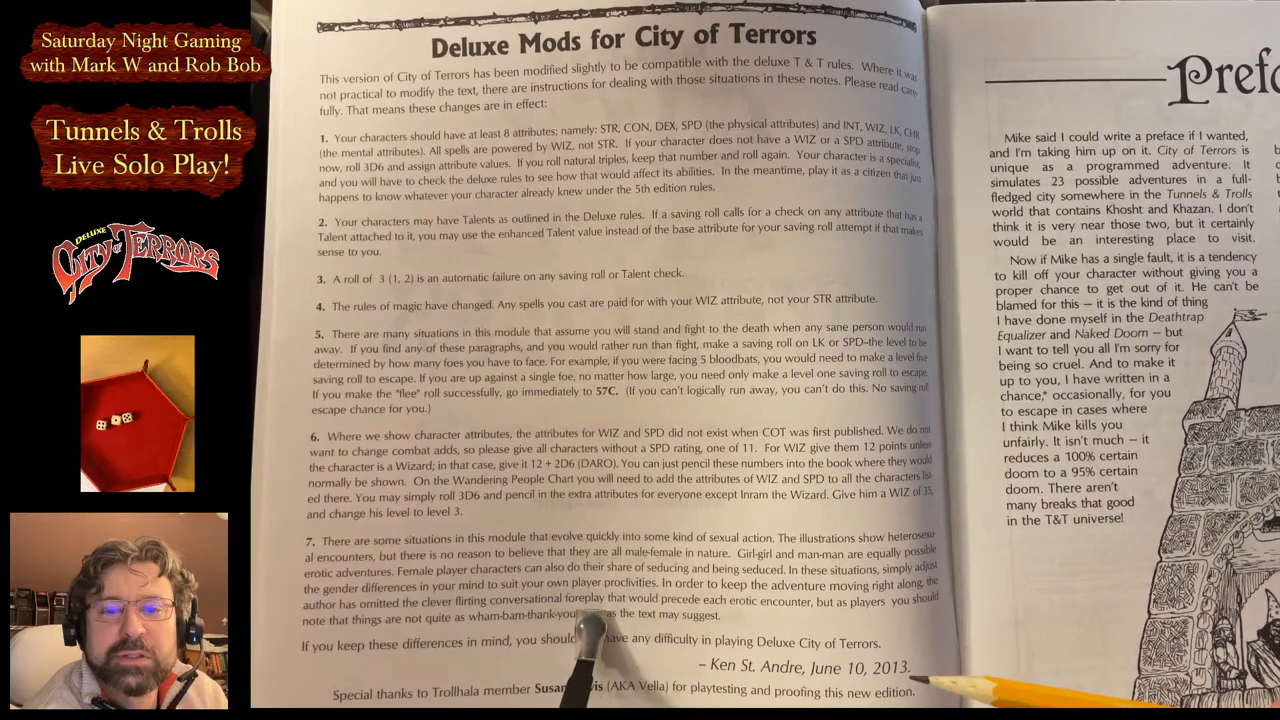 Saturday Night Gaming
with Mark W and Rob Bob
Tunnels & Trolls
Live Solo Play!
DELUXE
CITY OF TERRORS
Deluxe Mods for City of Terrors
This version of City of Terrors has been modified slightly to be compatible with the deluxe T & T rules. Where it was
not practical to modify the text, there are instructions for dealing with those situations in these notes. Please read care-
fully. That means these changes are in effect:
1. Your characters should have at least 8 attributes; namely: STR, CON, DEX, SPD (the physical attributes) and INT, WIZ, LK, CHR
(the mental attributes). All spells are powered by WIZ, not STR. If your character does not have a WIZ or a SPD attribute, stop
now, roll 3D6 and assign attribute values. If you roll natural triples, keep that number and roll again. Your character is a specialist,
and you will have to check the deluxe rules to see how that would affect its abilities. In the meantime, play it as a citizen that just
happens to know whatever your character already knew under the 5th edition rules.
2. Your characters may have Talents as outlined in the Deluxe rules. If a saving roll calls for a check on any attribute that has a
Talent attached to it, you may use the enhanced Talent value instead of the base attribute for your saving roll attempt if that makes
sense to you.
3. A roll of 3 (1, 2) is an automatic failure on any saving roll or Talent check.
4. The rules of magic have changed. Any spells you cast are paid for with your WIZ attribute, not your STR attribute.
5. There are many situations in this module that assume you will stand and fight to the death when any sane person would run
away. If you find any of these paragraphs, and you would rather run than fight, make a saving roll on LK or SPD–the level to be
determined by how many foes you have to face. For example, if you were facing 5 bloodbats, you would need to make a level five
saving roll to escape. If you are up against a single foe, no matter how large, you need only make a level one saving roll to escape.
If you make the "flee" roll successfully, go immediately to 57C. (If you can't logically run away, you can't do this. No saving roll
escape chance for you.)
6. Where we show character attributes, the attributes for WIZ and SPD did not exist when COT was first published. We do not
want to change combat adds, so please give all characters without a SPD rating, one of 11. For WIZ give them 12 points unless
the character is a Wizard; in that case, give it 12 + 2D6 (DARO). You can just pencil these numbers into the book where they would
normally be shown. On the Wandering People Chart you will need to add the attributes of WIZ and SPD to all the characters list-
ed there. You may simply roll 3D6 and pencil in the extra attributes for everyone except Inram the Wizard. Give him a WIZ of 35,
and change his level to level 3.
7. There are some situations in this module that evolve quickly into some kind of sexual action. The illustrations show heterosexu-
al encounters, but there is no reason to believe that they are all male-female in nature. Girl-girl and man-man are equally possible
erotic adventures. Female player characters can also do their share of seducing and being seduced. In these situations, simply adjust
the gender differences in your mind to suit your own player proclivities. In order to keep the adventure moving right along, the
author has omitted the clever flirting conversational foreplay that would precede each erotic encounter, but as players you should
note that things are not quite as wham-bam-thank-you as the text may suggest.
If you keep these differences in mind, you should have any difficulty in playing Deluxe City of Terrors.
– Ken St. Andre, June 10, 2013.
Special thanks to Trollhala member (AKA Vella) for playtesting and proofing this new edition.
Mike said I could write a preface if I wanted,
and I'm taking him up on it. City of Terror is
unique as a programmed adventure. It
simulates 23 possible adventures in a full-
fledged city somewhere in the Tunnels & Trolls
world that contains Khosht and Khazan. I don't
think it is very near those two, but it certainly
would be an interesting place to visit.
Now if Mike has a single fault, it is a tendency
to kill off your character without giving you a
proper chance to get out of it. He can't be
blamed for this — it is the kind of thing
I have done myself in the Deathtrap
Equalizer and Naked Doom — but
I want to tell you all I'm sorry for
being so cruel. And to make it
up to you, I have written in a
chance,* occasionally, for you
to escape in cases where
I think Mike kills you
unfairly. It isn't much — it
reduces a 100% certain
doom to a 95% certain
doom. There aren't
many breaks that good
in the T&T universe!